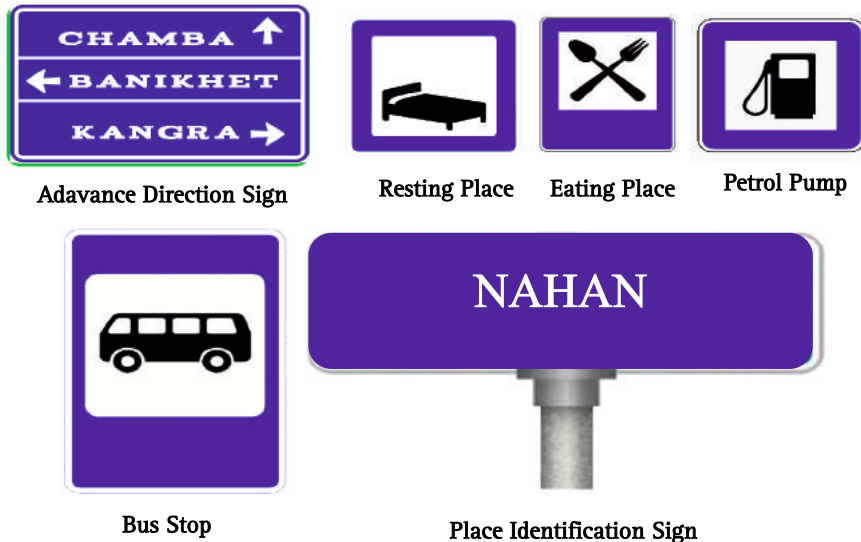 CHAMBA
BANIKHET
KANGRA
Adavance Direction Sign
Resting Place
Eating Place
Petrol Pump
NAHAN
Bus Stop
Place Identification Sign